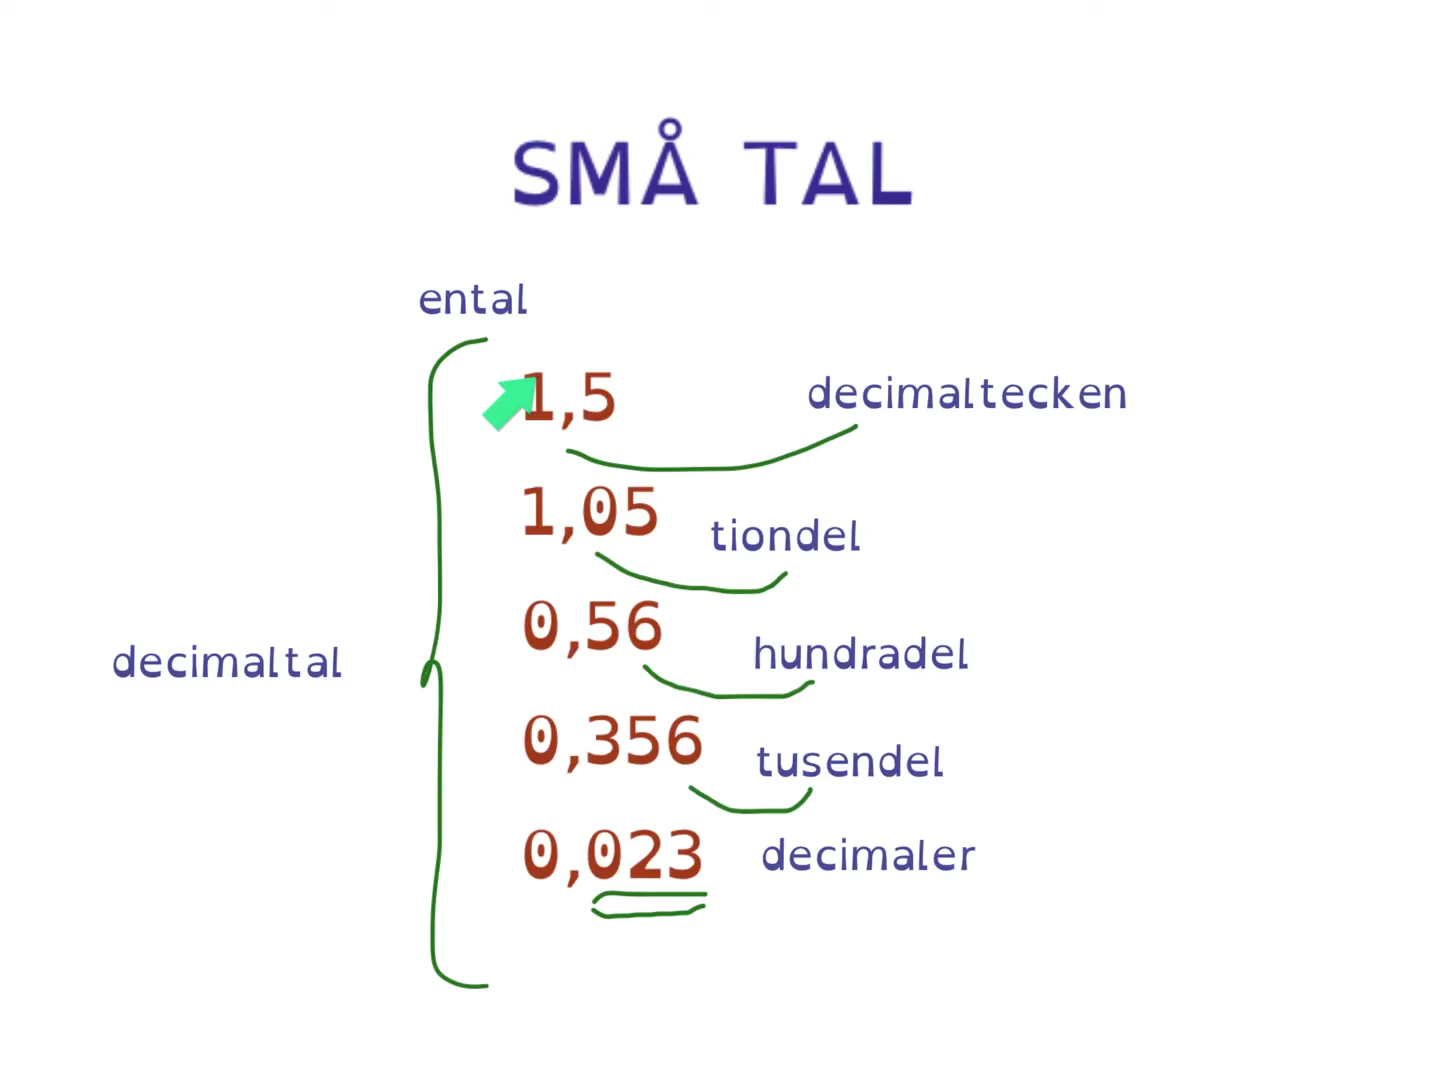 SMÅ TAL
ental
1,5
decimaltecken
1,05
tiondel
0,56
hundradel
decimaltal
0,356
tusendel
0,023
decimaler